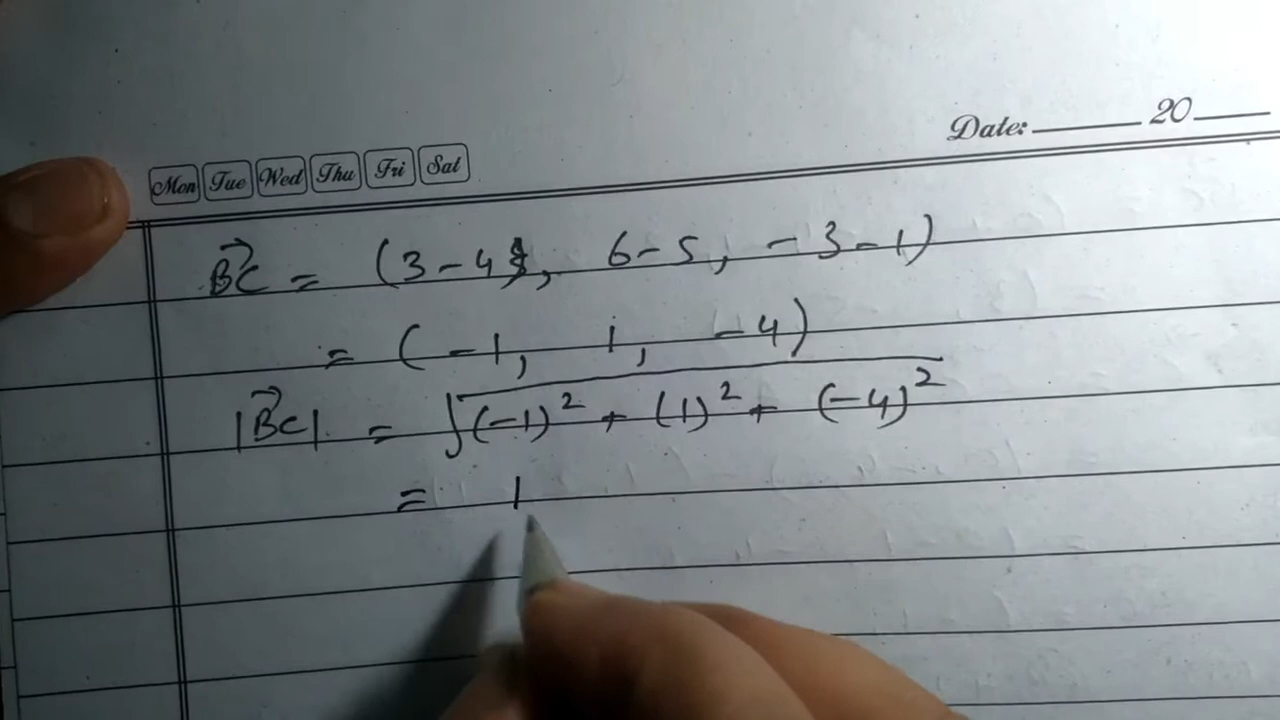 Date: 20
Mon Tue Wed Thu Fri Sat
BC = (3-4, 6-5, -3-1)
= (-1, 1, -4)
|BC| = √(-1)² + (1)² + (-4)²
= 1